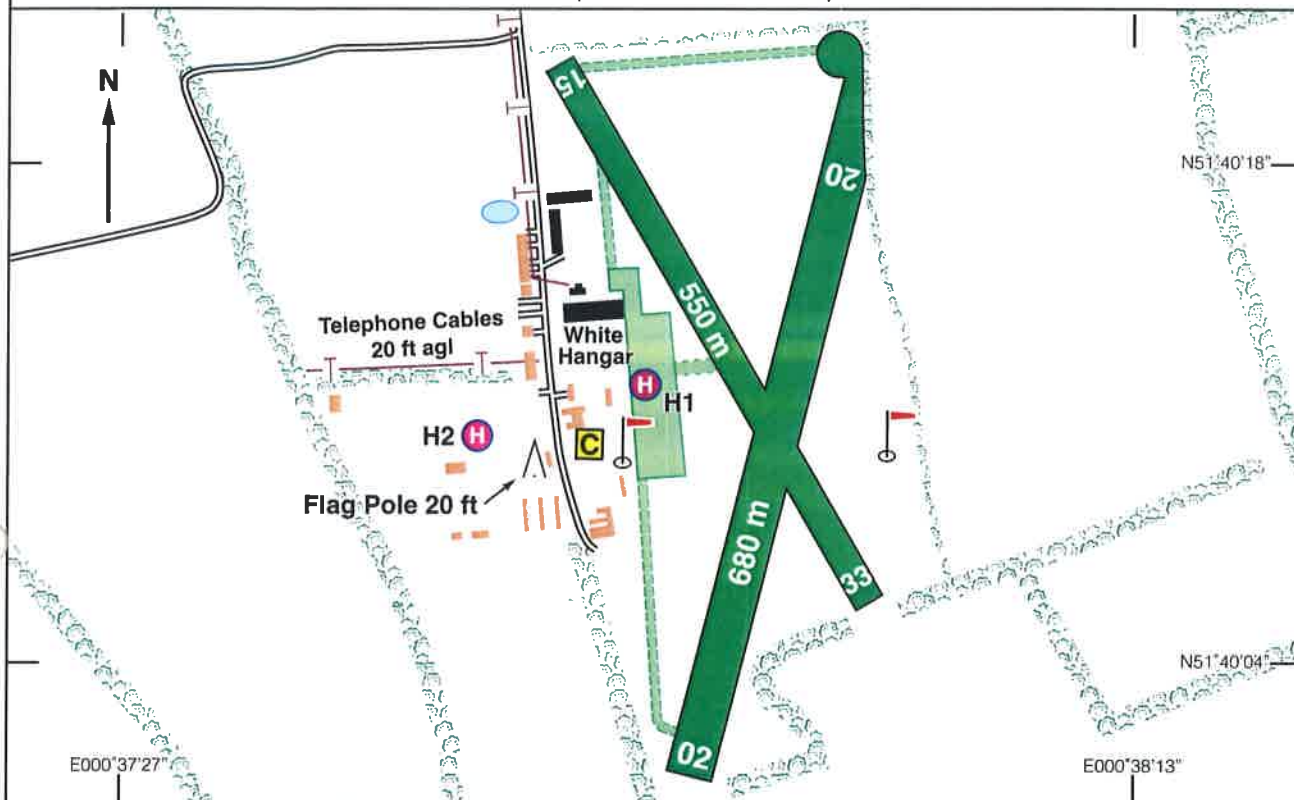 N
15
N51°40'18"
20
550 m
Telephone Cables
20 ft agl
White
Hangar
H
H1
H2
H
C
Flag Pole 20 ft
680 m
33
N51°40'04"
02
E000°37'27"
E000°38'13"